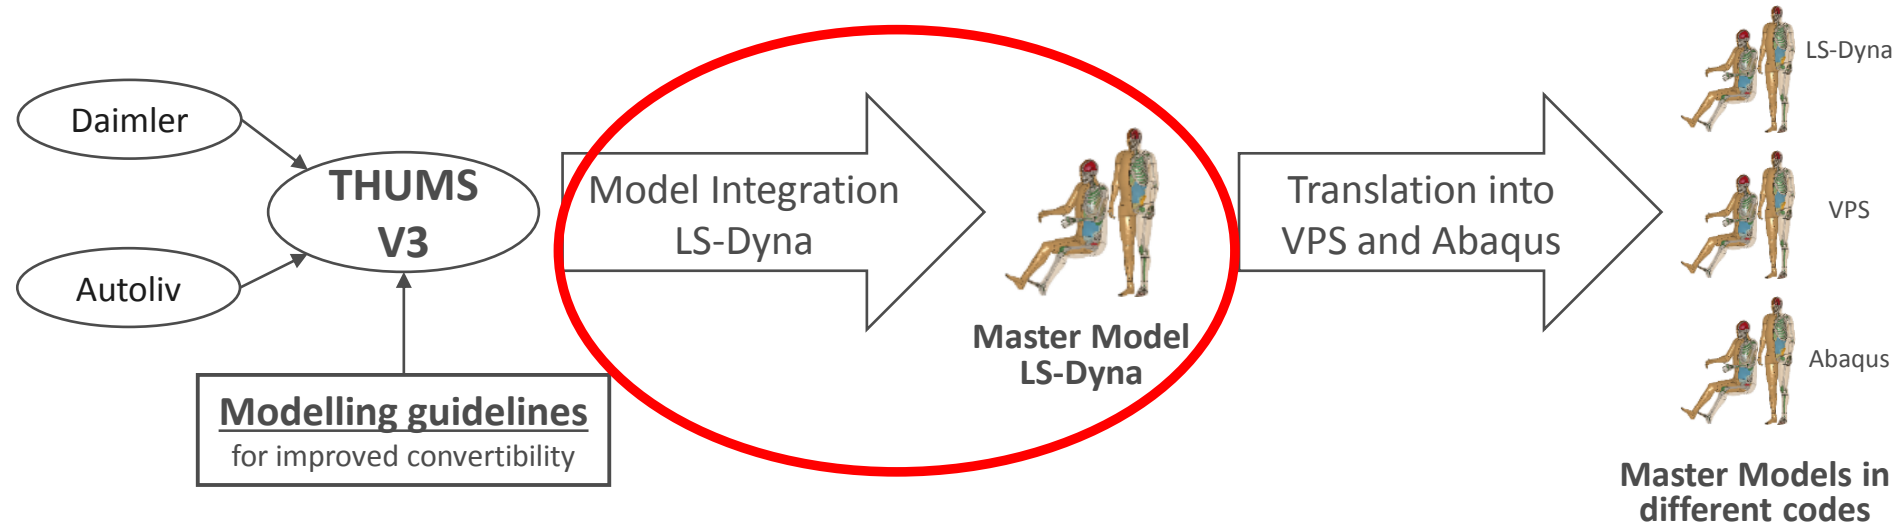 Daimler
Autoliv
THUMS
V3
Modelling guidelines
for improved convertibility
Model Integration
LS-Dyna
Master Model
LS-Dyna
Translation into
VPS and Abaqus
LS-Dyna
VPS
Abaqus
Master Models in
different codes